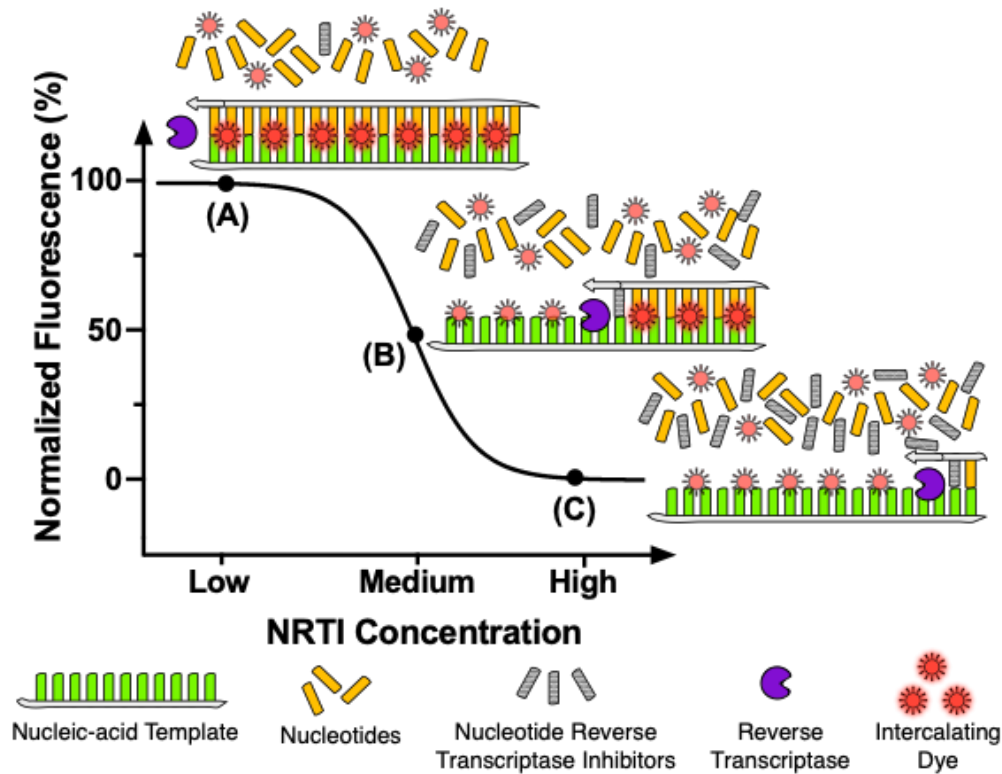 Normalized Fluorescence (%)
100
50
0
(A)
(B)
(C)
Low
Medium
High
NRTI Concentration
Nucleic-acid Template
Nucleotides
Nucleotide Reverse
Transcriptase Inhibitors
Reverse
Transcriptase
Intercalating
Dye